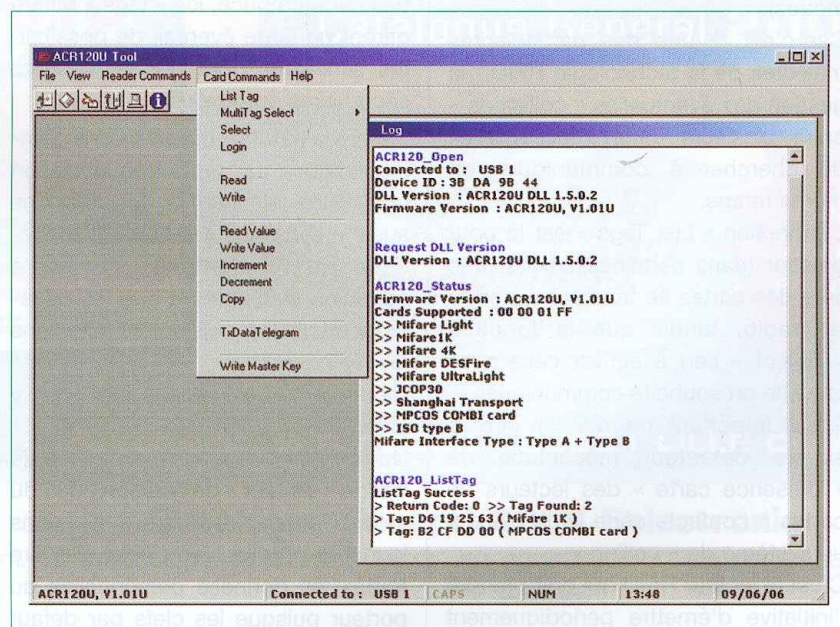 ACR120U Tool
File View Reader Commands Card Commands Help
List Tag
MultiTag Select
Select
Login
Read
Write
Read Value
Write Value
Increment
Decrement
Copy
TxDataTelegram
Write Master Key
Log
ACR120_Open
Connected to : USB 1
Device ID : 3B DA 9B 44
DLL Version : ACR120U DLL 1.5.0.2
Firmware Version : ACR120U, V1.01U
Request DLL Version
DLL Version : ACR120U DLL 1.5.0.2
ACR120_Status
Firmware Version : ACR120U, V1.01U
Cards Supported : 00 00 01 FF
>> Mifare Light
>> Mifare1K
>> Mifare 4K
>> Mifare DESFire
>> Mifare UltraLight
>> JCOP30
>> Shanghai Transport
>> MPCOS COMBI card
>> ISO type B
Mifare Interface Type : Type A + Type B
ACR120_ListTag
ListTag Success
> Return Code: 0 >> Tag Found: 2
> Tag: D6 19 25 63 ( Mifare 1K )
> Tag: B2 CF DD 00 ( MPCOS COMBI card )
ACR120U, V1.01U Connected to : USB 1 CAPS NUM 13:48 09/06/06